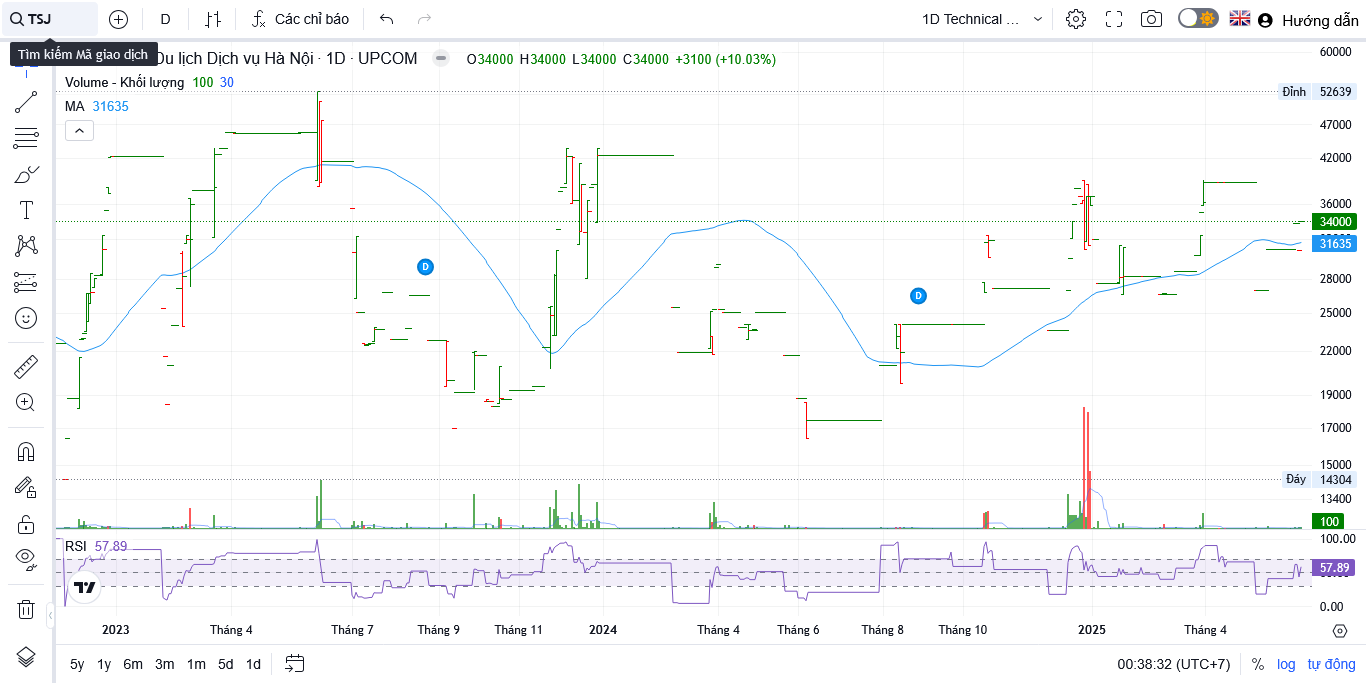 TSJ
D
Các chỉ báo
1D Technical ...
Hướng dẫn
Tìm kiếm Mã giao dịch
Du lịch Dịch vụ Hà Nội · 1D · UPCOM
O34000 H34000 L34000 C34000 +3100 (+10.03%)
Volume - Khối lượng 100 30
MA 31635
60000
Đỉnh 52639
47000
42000
36000
34000
31635
28000
25000
22000
19000
17000
15000
Đáy 14304
13400
100
D
D
RSI 57.89
100.00
57.89
0.00
2023 Tháng 4 Tháng 7 Tháng 9 Tháng 11 2024 Tháng 4 Tháng 6 Tháng 8 Tháng 10 2025 Tháng 4
5y 1y 6m 3m 1m 5d 1d
00:38:32 (UTC+7) % log tự động